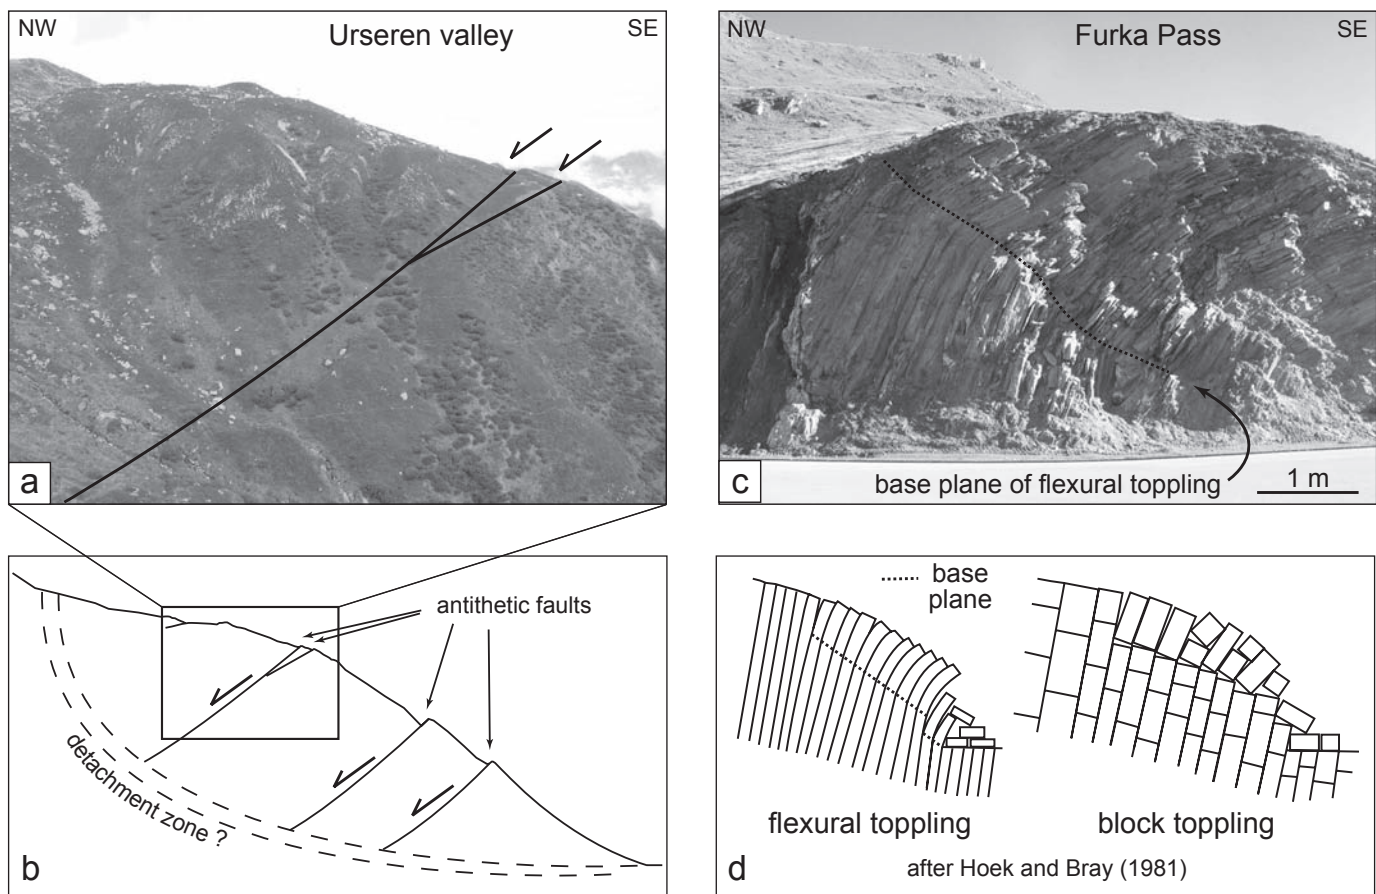 NW
Urseren valley
SE
a
NW
Furka Pass
SE
c
base plane of flexural toppling
1 m
antithetic faults
detachment zone ?
b
base
plane
flexural toppling
block toppling
d
after Hoek and Bray (1981)